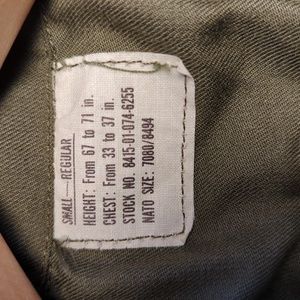 SMALL—REGULAR
HEIGHT: From 67 to 71 in.
CHEST: From 33 to 37 in.
STOCK NO. 8415-01-074-6255
NATO SIZE: 7080/8494